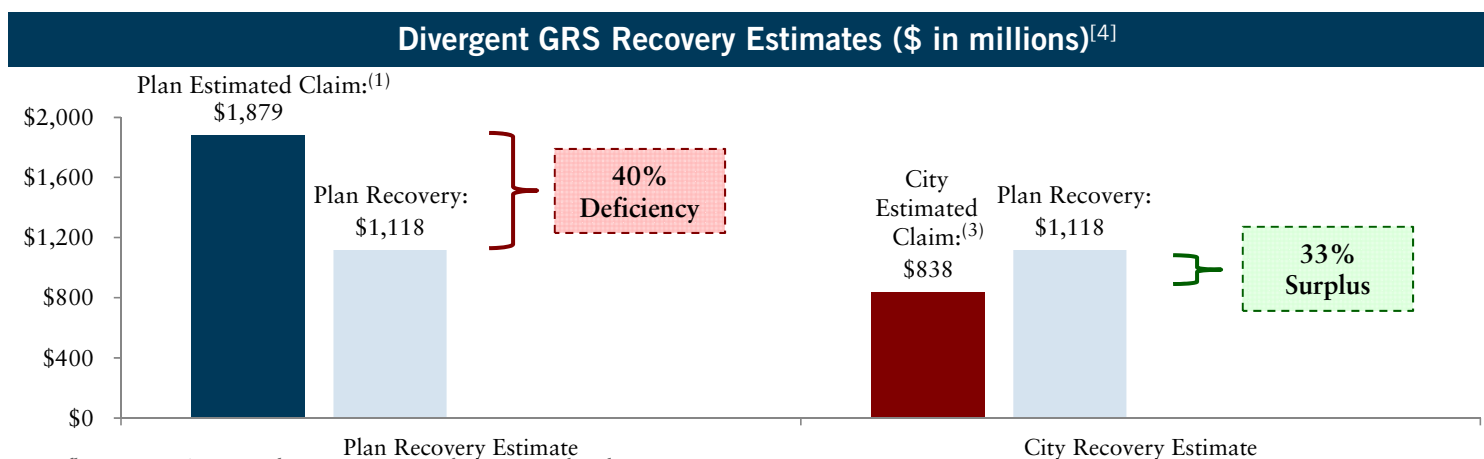 Divergent GRS Recovery Estimates ($ in millions)[4]
Plan Estimated Claim:(1)
$1,879
$2,000
$1,600
$1,200
$800
$400
$0
Plan Recovery:
$1,118
40%
Deficiency
City
Estimated
Claim:(3)
$838
Plan Recovery:
$1,118
33%
Surplus
Plan Recovery Estimate
City Recovery Estimate